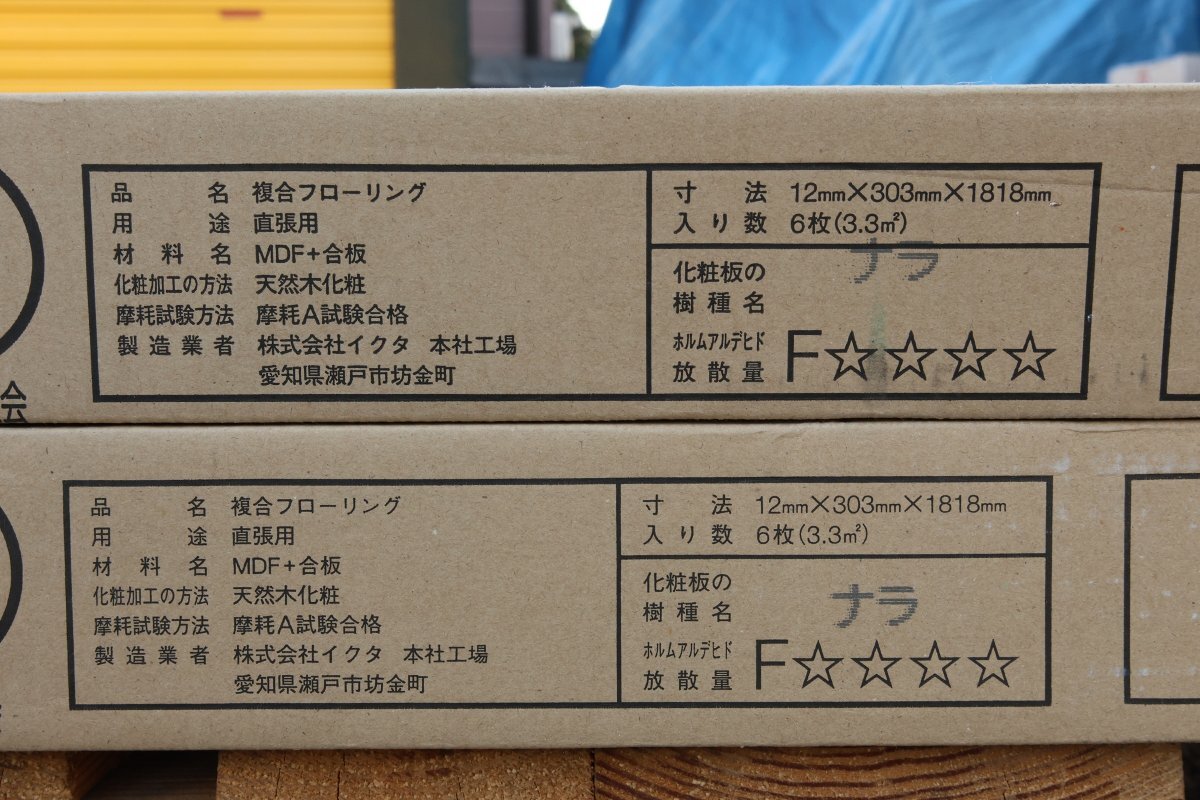 品名 複合フローリング
用途 直張用
材料名 MDF+合板
化粧加工の方法 天然木化粧
摩耗試験方法 摩耗A試験合格
製造業者 株式会社イクタ 本社工場
愛知県瀬戸市坊金町
寸法 12mm×303mm×1818mm
入り数 6枚(3.3㎡)
ナラ
化粧板の
樹種名
ホルムアルデヒド
放散量 F☆☆☆☆
会
品名 複合フローリング
用途 直張用
材料名 MDF+合板
化粧加工の方法 天然木化粧
摩耗試験方法 摩耗A試験合格
製造業者 株式会社イクタ 本社工場
愛知県瀬戸市坊金町
寸法 12mm×303mm×1818mm
入り数 6枚(3.3㎡)
化粧板の
樹種名 ナラ
ホルムアルデヒド
放散量 F☆☆☆☆